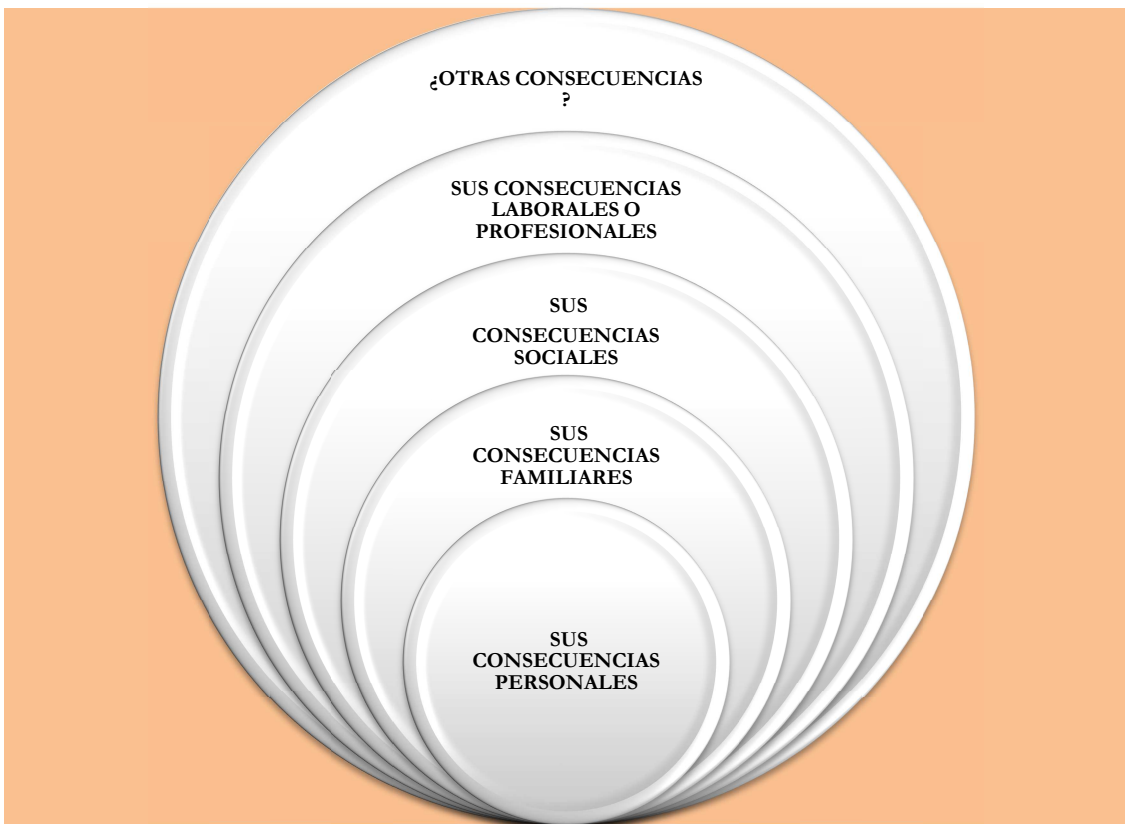 ¿OTRAS CONSECUENCIAS
?
SUS CONSECUENCIAS
LABORALES O
PROFESIONALES
SUS
CONSECUENCIAS
SOCIALES
SUS
CONSECUENCIAS
FAMILIARES
SUS
CONSECUENCIAS
PERSONALES